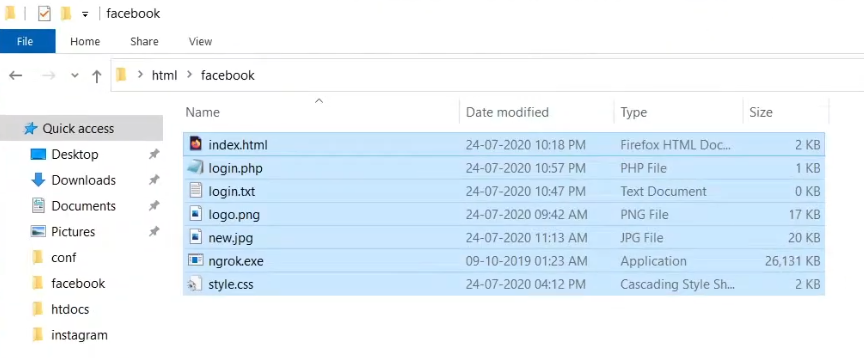 facebook
File Home Share View
html facebook
Name Date modified Type Size
Quick access
Desktop
Downloads
Documents
Pictures
conf
facebook
htdocs
instagram
index.html 24-07-2020 10:18 PM Firefox HTML Doc... 2 KB
login.php 24-07-2020 10:57 PM PHP File 1 KB
login.txt 24-07-2020 10:47 PM Text Document 0 KB
logo.png 24-07-2020 09:42 AM PNG File 17 KB
new.jpg 24-07-2020 11:13 AM JPG File 20 KB
ngrok.exe 09-10-2019 01:23 AM Application 26,131 KB
style.css 24-07-2020 04:12 PM Cascading Style Sh... 2 KB